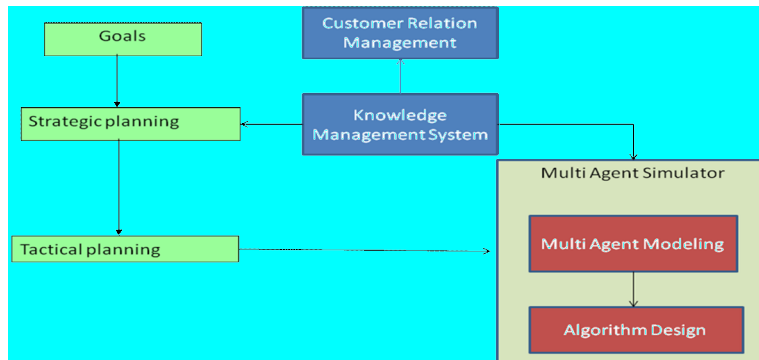 Goals
Customer Relation
Management
Strategic planning
Knowledge
Management System
Multi Agent Simulator
Tactical planning
Multi Agent Modeling
Algorithm Design